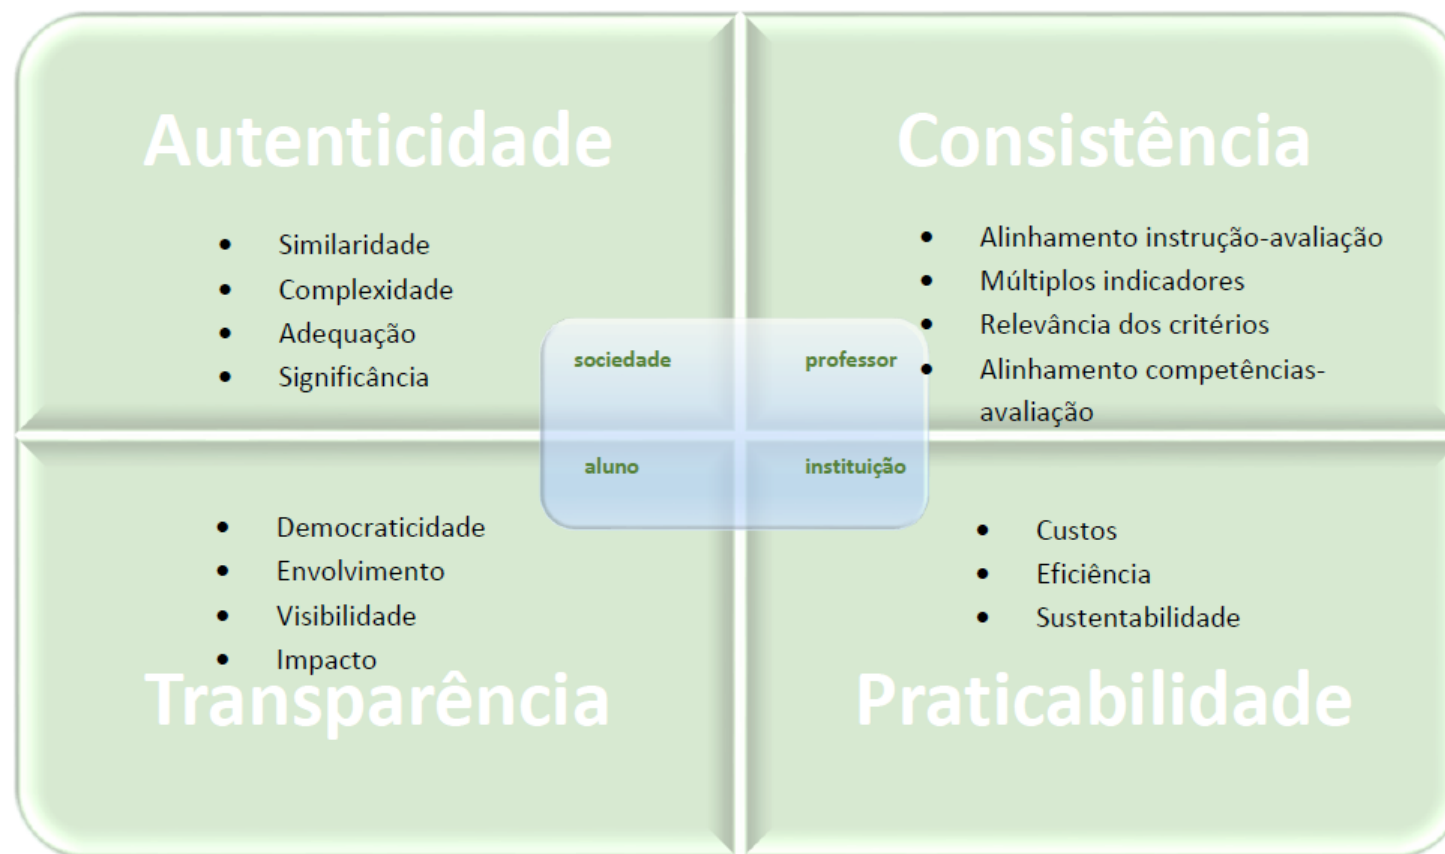 Autenticidade
• Similaridade
• Complexidade
• Adequação
• Significância
Consistência
• Alinhamento instrução-avaliação
• Múltiplos indicadores
• Relevância dos critérios
• Alinhamento competências-
avaliação
sociedade
professor
aluno
instituição
• Democraticidade
• Envolvimento
• Visibilidade
• Impacto
Transparência
• Custos
• Eficiência
• Sustentabilidade
Praticabilidade